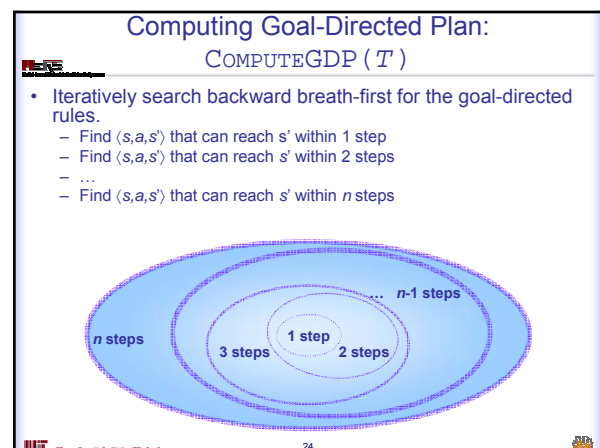 Computing Goal-Directed Plan:
COMPUTEGDP(T)
• Iteratively search backward breath-first for the goal-directed
rules.
– Find ⟨s,a,s'⟩ that can reach s' within 1 step
– Find ⟨s,a,s'⟩ that can reach s' within 2 steps
– …
– Find ⟨s,a,s'⟩ that can reach s' within n steps
… n-1 steps
n steps
1 step
3 steps
2 steps
24